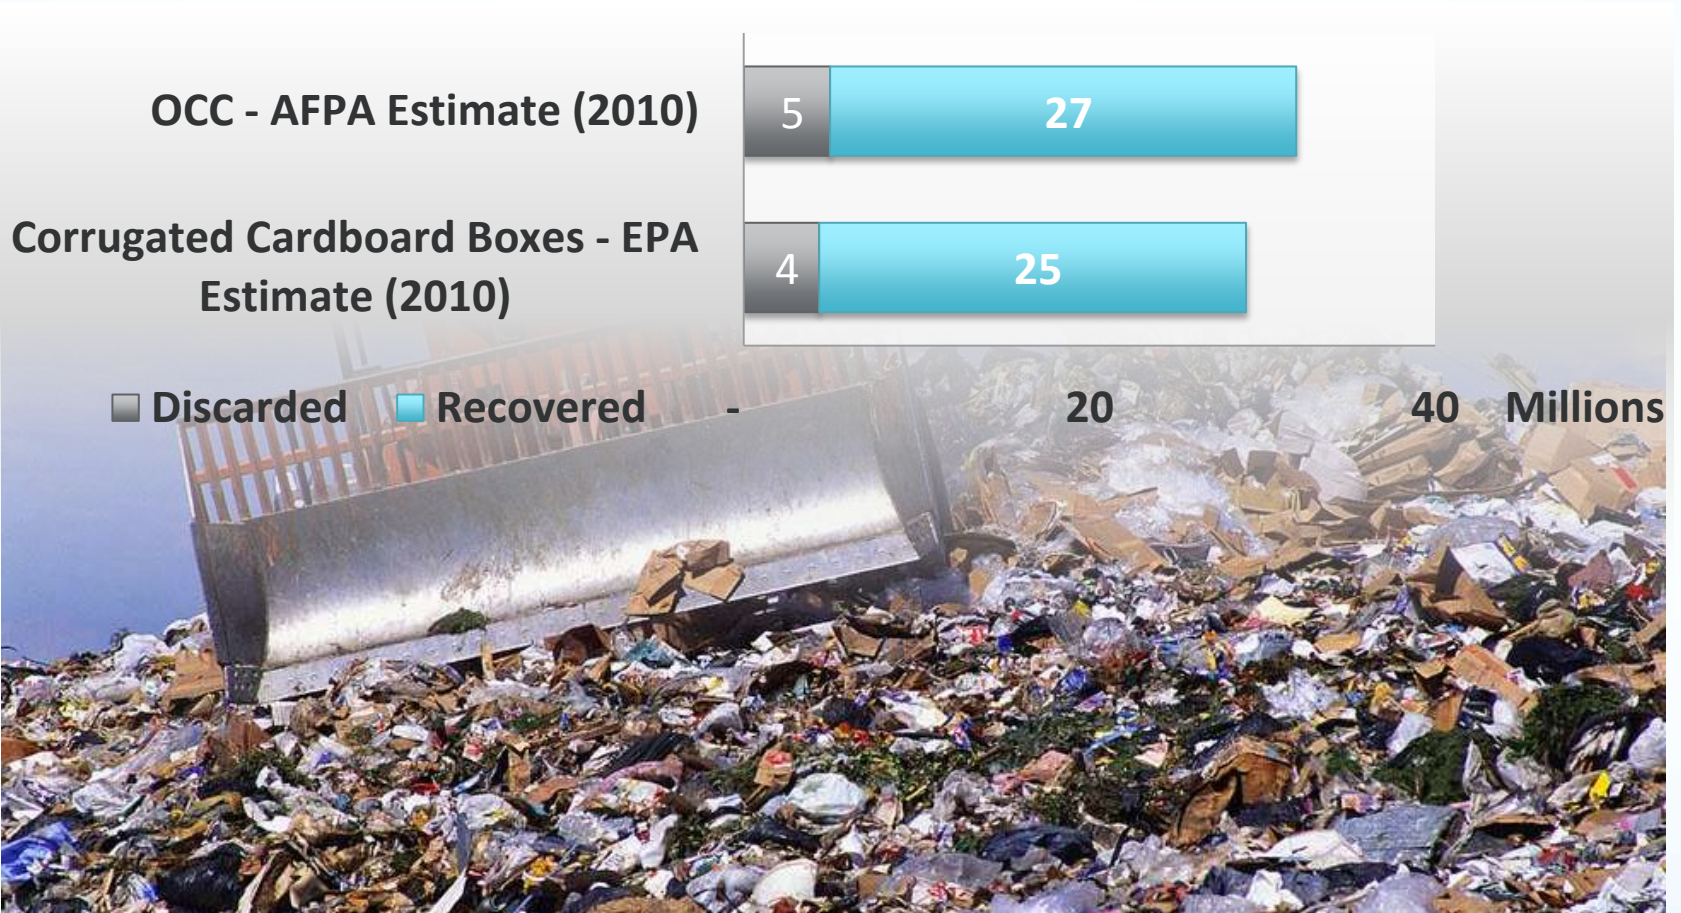 OCC - AFPA Estimate (2010)
5 27
Corrugated Cardboard Boxes - EPA
Estimate (2010)
4 25
Discarded Recovered - 20 40 Millions